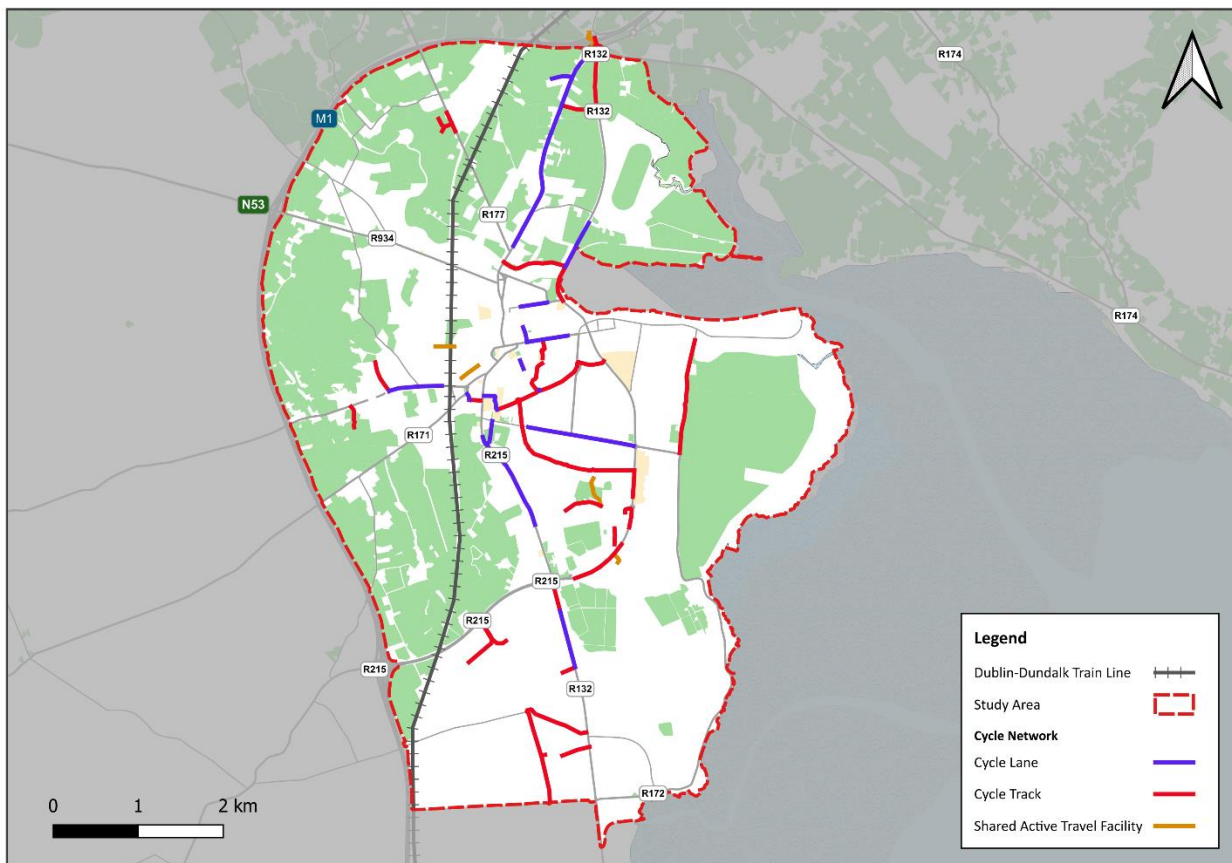 R132
R174
M1
R132
N53
R177
R934
R174
R171
R215
R215
R215
R215
R132
R172
Legend
Dublin-Dundalk Train Line
Study Area
Cycle Network
Cycle Lane
Cycle Track
Shared Active Travel Facility
0 1 2 km